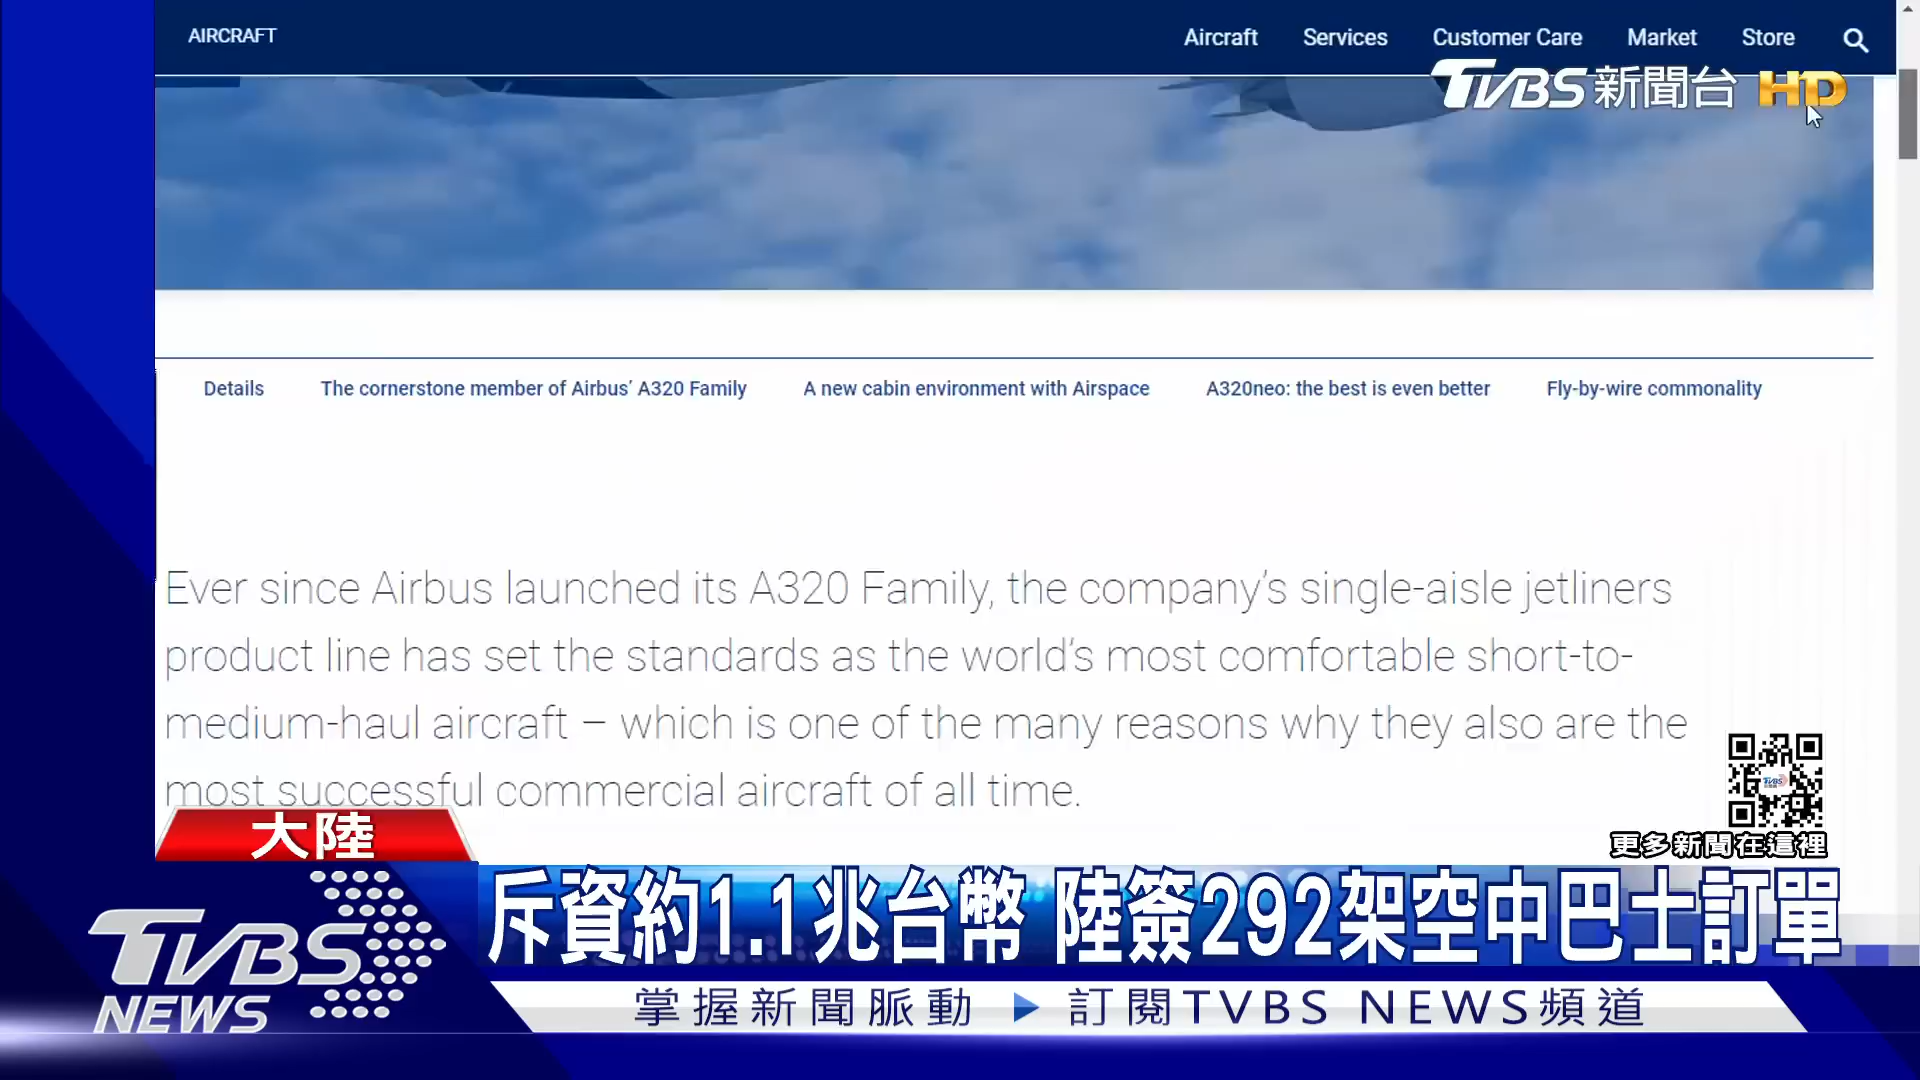 AIRCRAFT
Aircraft Services Customer Care Market Store
TVBS新聞台 HD
Details The cornerstone member of Airbus’ A320 Family A new cabin environment with Airspace A320neo: the best is even better Fly-by-wire commonality
Ever since Airbus launched its A320 Family, the company’s single-aisle jetliners
product line has set the standards as the world’s most comfortable short-to-
medium-haul aircraft – which is one of the many reasons why they also are the
most successful commercial aircraft of all time.
TVBS
更多新聞在這裡
大陸
斥資約1.1兆台幣 陸簽292架空中巴士訂單
TVBS
NEWS
掌握新聞脈動 ▶ 訂閱TVBS NEWS頻道